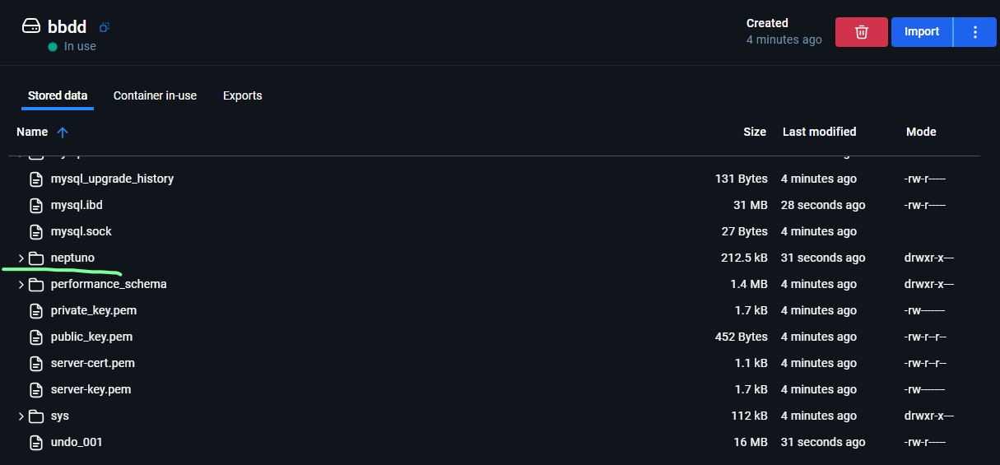 bbdd
In use
Created
4 minutes ago
Import
Stored data Container in-use Exports
Name Size Last modified Mode
mysql_upgrade_history 131 Bytes 4 minutes ago -rw-r-----
mysql.ibd 31 MB 28 seconds ago -rw-r-----
mysql.sock 27 Bytes 4 minutes ago
neptuno 212.5 kB 31 seconds ago drwxr-x---
performance_schema 1.4 MB 4 minutes ago drwxr-x---
private_key.pem 1.7 kB 4 minutes ago -rw-------
public_key.pem 452 Bytes 4 minutes ago -rw-r--r--
server-cert.pem 1.1 kB 4 minutes ago -rw-r--r--
server-key.pem 1.7 kB 4 minutes ago -rw-------
sys 112 kB 4 minutes ago drwxr-x---
undo_001 16 MB 31 seconds ago -rw-r-----